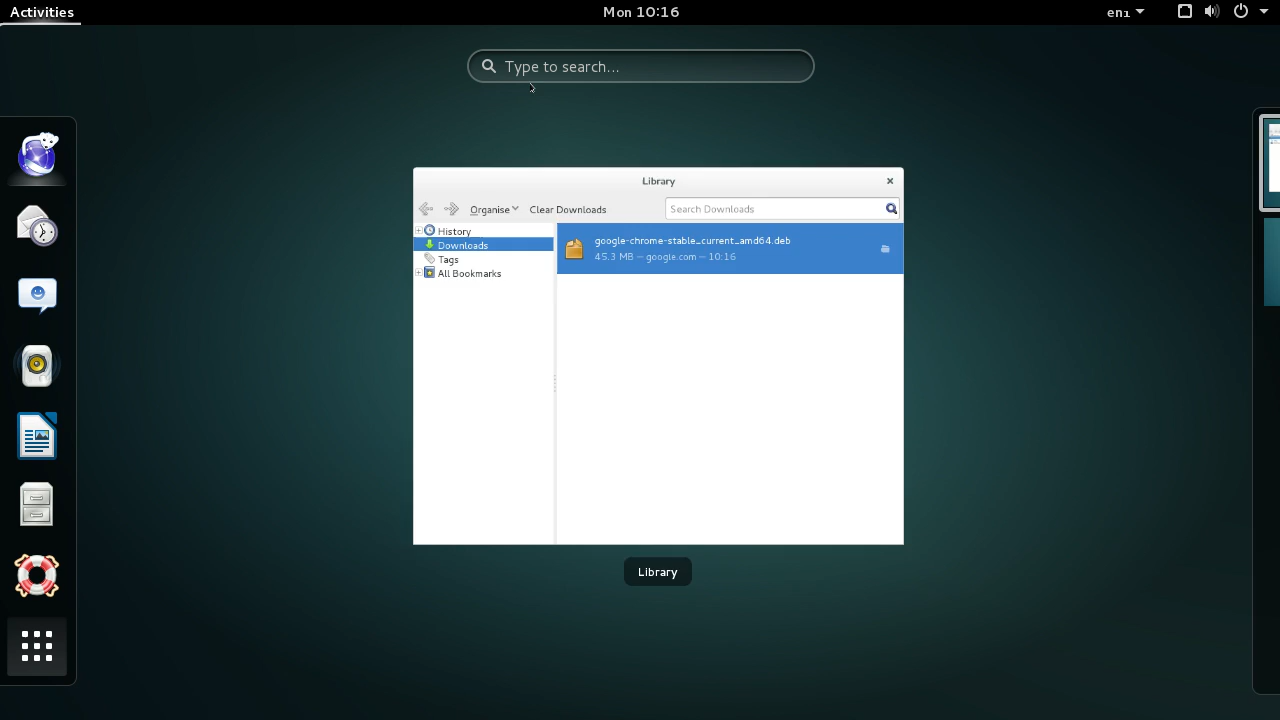 Activities
Mon 10:16
en₁
Type to search...
Library
Organise
Clear Downloads
Search Downloads
History
Downloads
Tags
All Bookmarks
google-chrome-stable_current_amd64.deb
45.3 MB — google.com — 10:16
Library